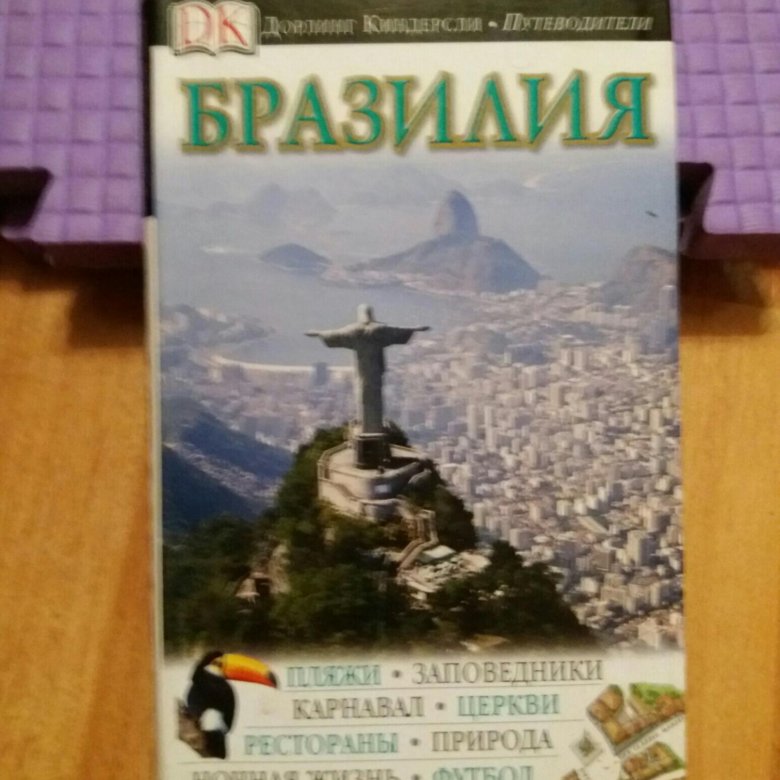 DK Дорлинг Киндерсли • Путеводители
БРАЗИЛИЯ
ПЛЯЖИ • ЗАПОВЕДНИКИ
КАРНАВАЛ • ЦЕРКВИ
РЕСТОРАНЫ • ПРИРОДА
НОЧНАЯ ЖИЗНЬ • ФУТБОЛ